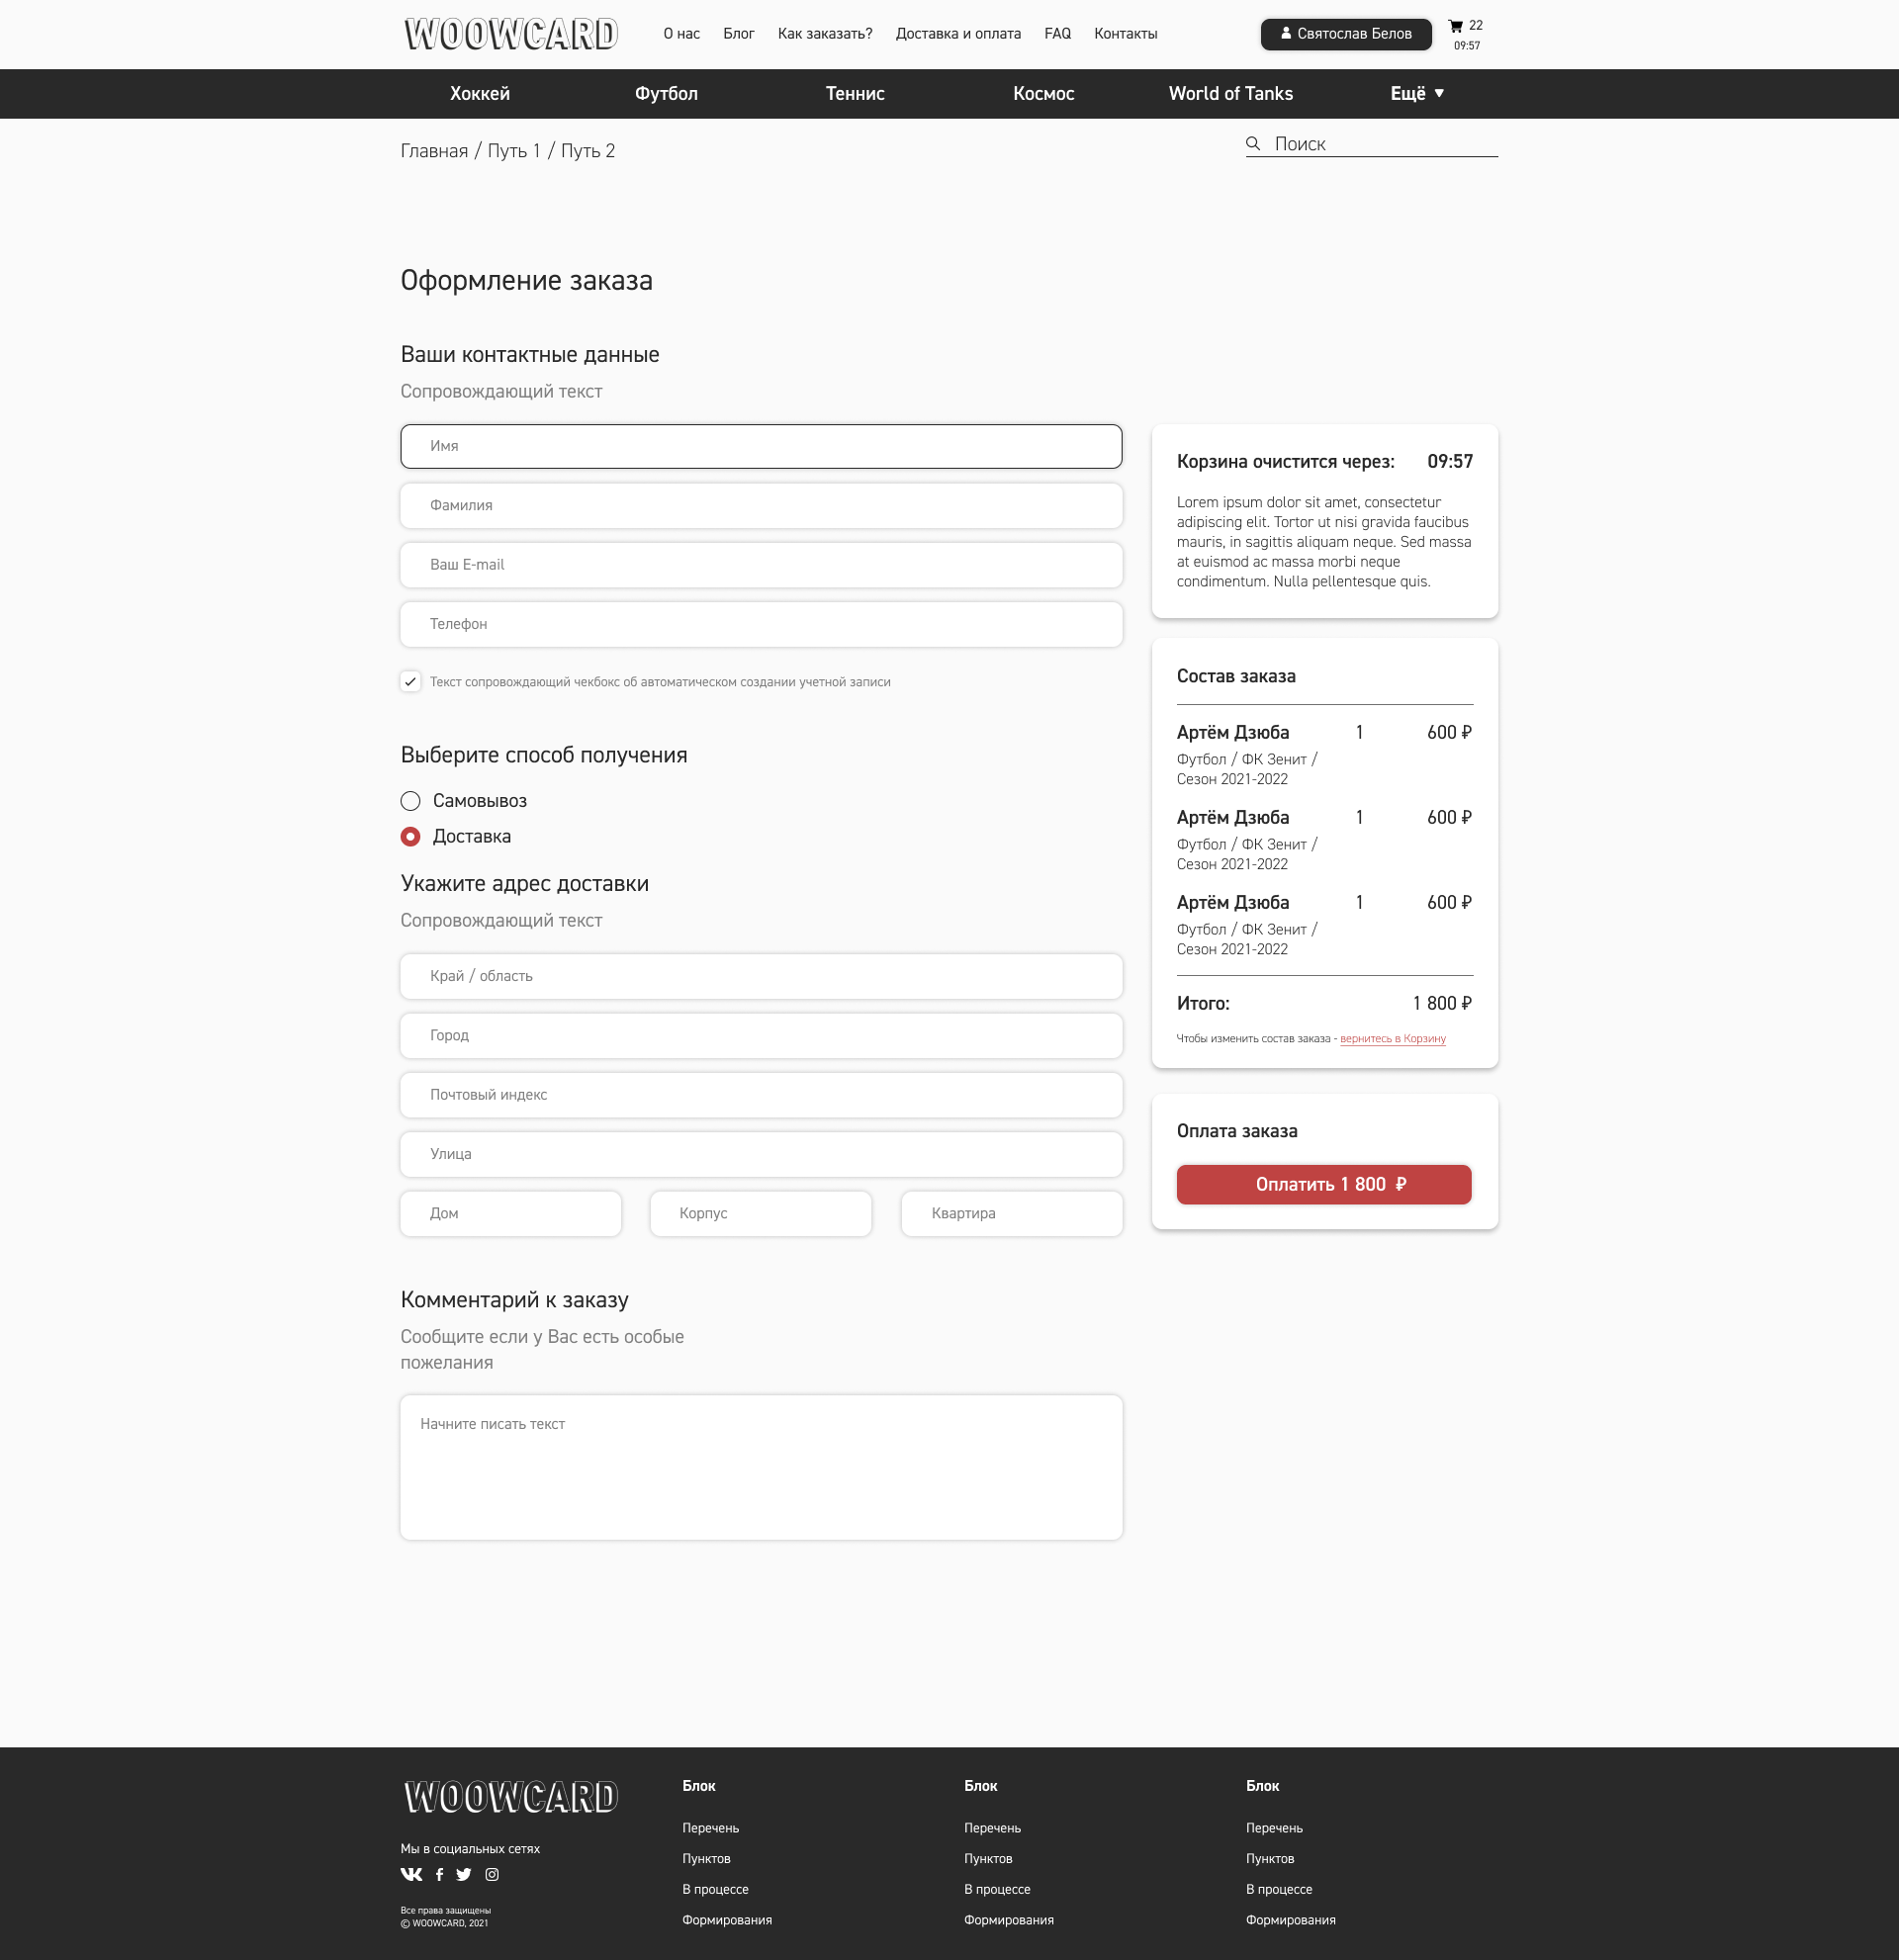 WOOWCARD
О нас Блог Как заказать? Доставка и оплата FAQ Контакты
Святослав Белов
22
09:57
Хоккей Футбол Теннис Космос World of Tanks Ещё
Главная / Путь 1 / Путь 2
Поиск
Оформление заказа
Ваши контактные данные
Сопровождающий текст
Имя
Фамилия
Ваш E-mail
Телефон
Текст сопровождающий чекбокс об автоматическом создании учетной записи
Выберите способ получения
Самовывоз
Доставка
Укажите адрес доставки
Сопровождающий текст
Край / область
Город
Почтовый индекс
Улица
Дом Корпус Квартира
Комментарий к заказу
Сообщите если у Вас есть особые
пожелания
Начните писать текст
Корзина очистится через: 09:57
Lorem ipsum dolor sit amet, consectetur
adipiscing elit. Tortor ut nisi gravida faucibus
mauris, in sagittis aliquam neque. Sed massa
at euismod ac massa morbi neque
condimentum. Nulla pellentesque quis.
Состав заказа
Артём Дзюба 1 600 ₽
Футбол / ФК Зенит /
Сезон 2021-2022
Артём Дзюба 1 600 ₽
Футбол / ФК Зенит /
Сезон 2021-2022
Артём Дзюба 1 600 ₽
Футбол / ФК Зенит /
Сезон 2021-2022
Итого: 1 800 ₽
Чтобы изменить состав заказа - вернитесь в Корзину
Оплата заказа
Оплатить 1 800 ₽
WOOWCARD
Мы в социальных сетях
Все права защищены
© WOOWCARD, 2021
Блок
Перечень
Пунктов
В процессе
Формирования
Блок
Перечень
Пунктов
В процессе
Формирования
Блок
Перечень
Пунктов
В процессе
Формирования